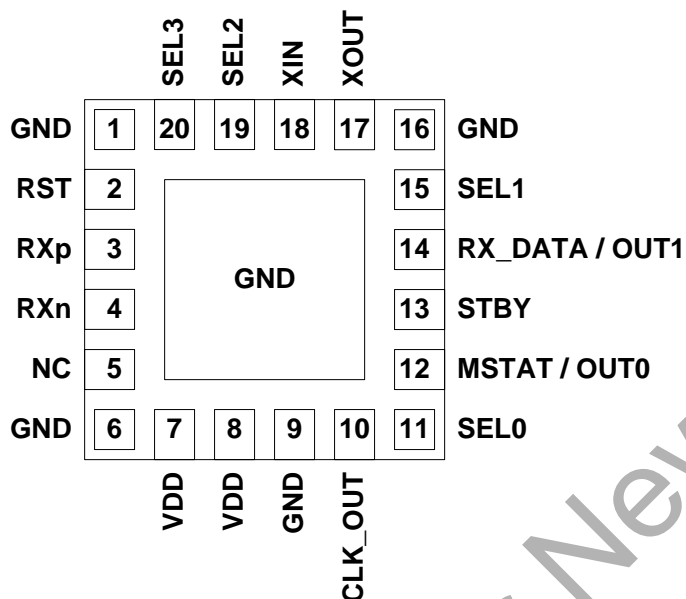 SEL3 SEL2 XIN XOUT
GND 1 20 19 18 17 16 GND
RST 2 15 SEL1
RXp 3 14 RX_DATA / OUT1
GND
RXn 4 13 STBY
NC 5 12 MSTAT / OUT0
GND 6 7 8 9 10 11 SEL0
VDD VDD GND CLK_OUT